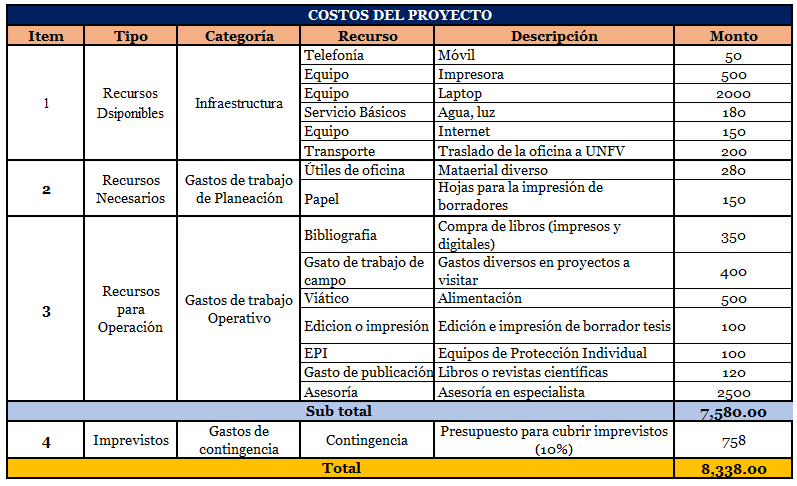 COSTOS DEL PROYECTO
Item Tipo Categoría Recurso Descripción Monto
1 Recursos Dsiponibles Infraestructura Telefonía Móvil 50
Equipo Impresora 500
Equipo Laptop 2000
Servicio Básicos Agua, luz 180
Equipo Internet 150
Transporte Traslado de la oficina a UNFV 200
2 Recursos Necesarios Gastos de trabajo de Planeación Útiles de oficina Mataerial diverso 280
Papel Hojas para la impresión de borradores 150
3 Recursos para Operación Gastos de trabajo Operativo Bibliografia Compra de libros (impresos y digitales) 350
Gsato de trabajo de campo Gastos diversos en proyectos a visitar 400
Viático Alimentación 500
Edicion o impresión Edición e impresión de borrador tesis 100
EPI Equipos de Protección Individual 100
Gasto de publicación Libros o revistas científicas 120
Asesoría Asesoría en especialista 2500
Sub total 7,580.00
4 Imprevistos Gastos de contingencia Contingencia Presupuesto para cubrir imprevistos (10%) 758
Total 8,338.00